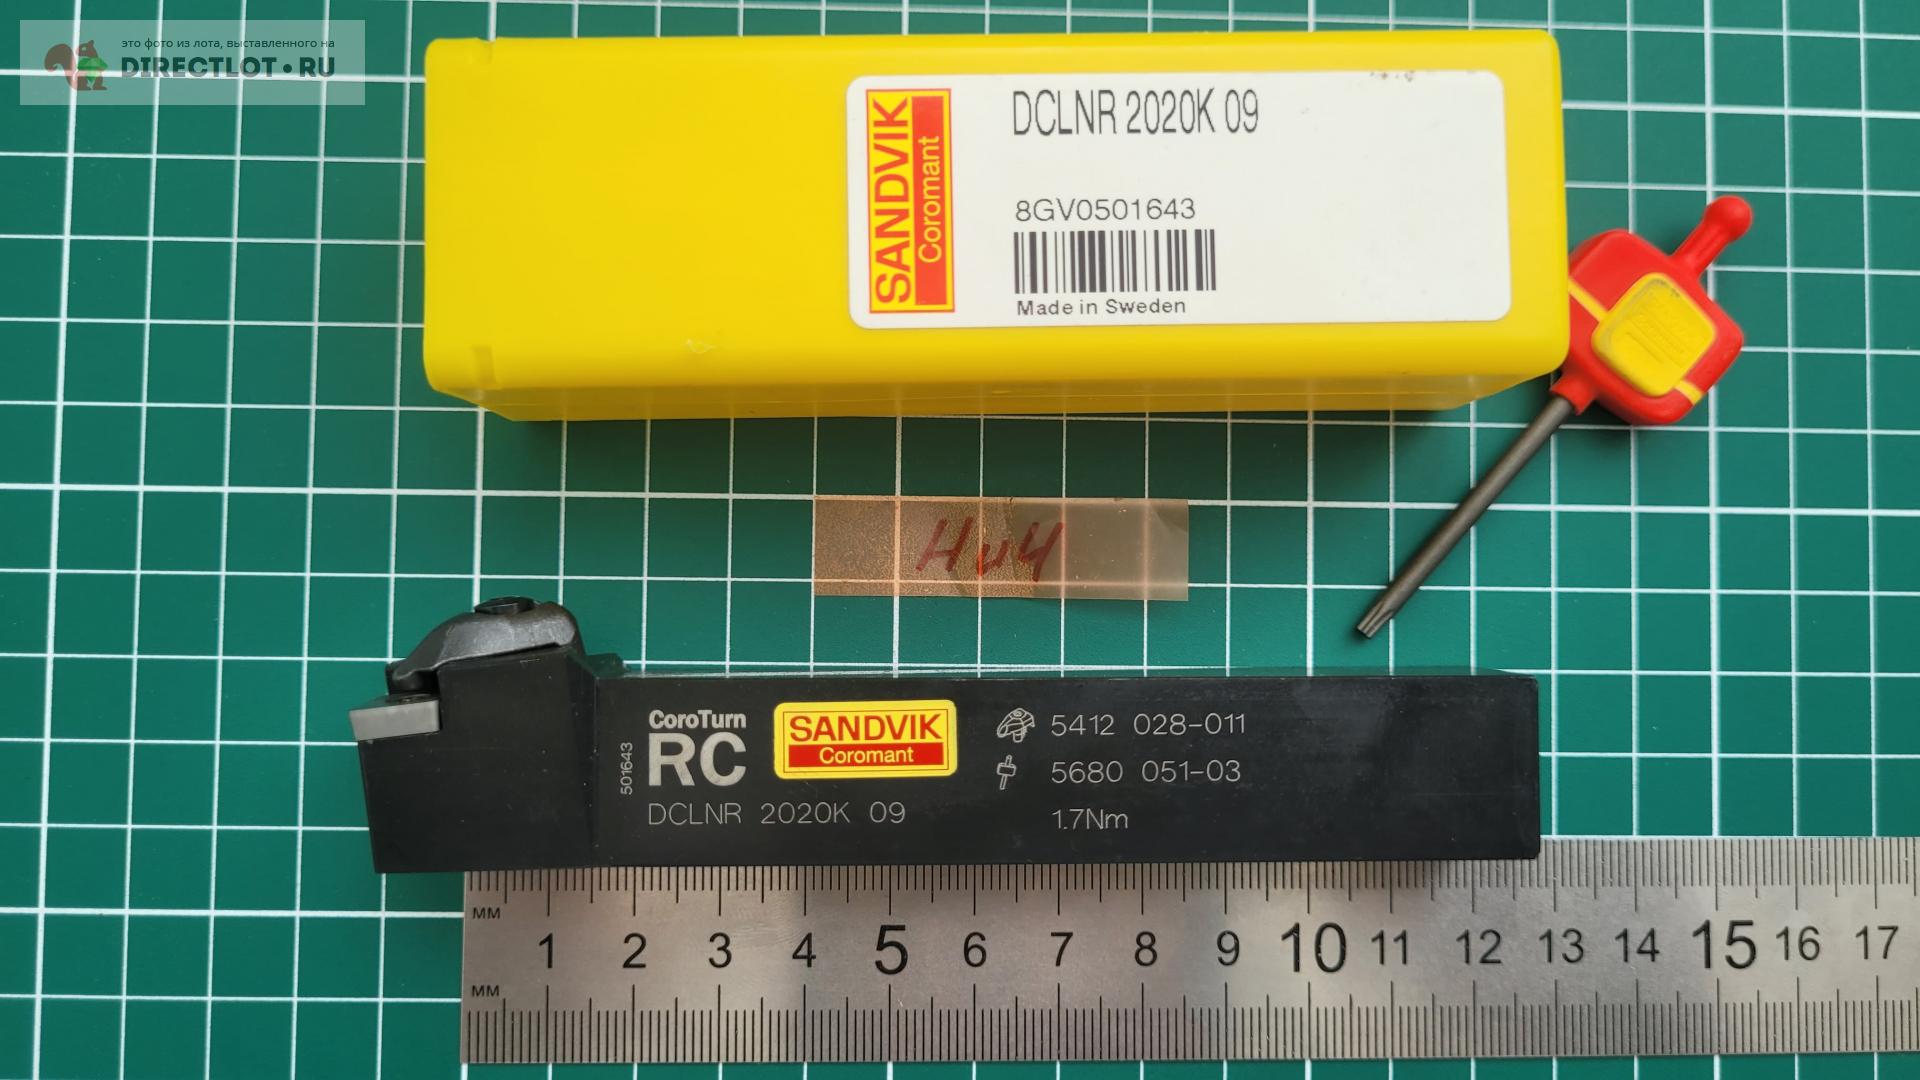 это фото из лота, выставленного на
DIRECTLOT.RU
DCLNR 2020K 09
SANDVIK
Coromant
8GV0501643
Made in Sweden
CoroTurn
RC
501643
DCLNR 2020K 09
SANDVIK
Coromant
5412 028-011
5680 051-03
1.7Nm
MM
1 2 3 4 5 6 7 8 9 10 11 12 13 14 15 16 17
MM